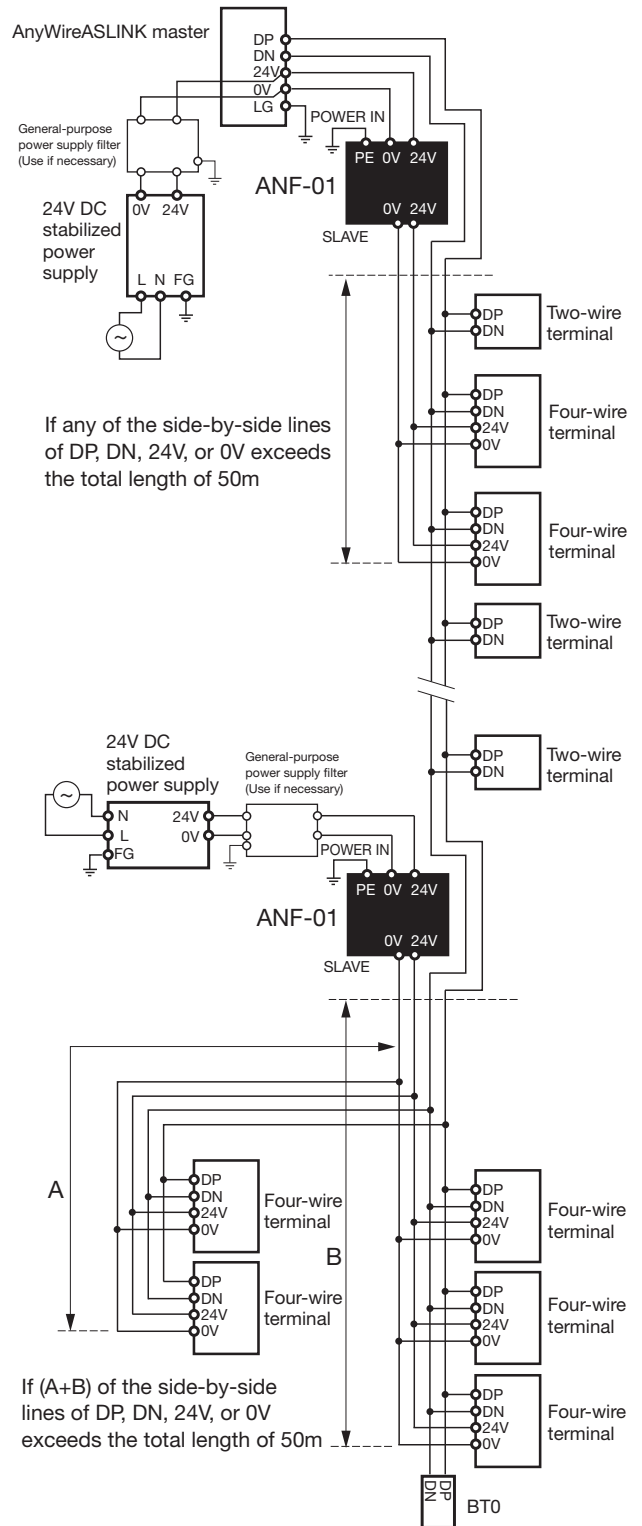 AnyWireASLINK master
DP
DN
24V
0V
LG
POWER IN
PE 0V 24V
ANF-01
0V 24V
SLAVE
General-purpose
power supply filter
(Use if necessary)
0V 24V
24V DC
stabilized
power
supply
L N FG
~
If any of the side-by-side lines
of DP, DN, 24V, or 0V exceeds
the total length of 50m
DP
DN
Two-wire
terminal
DP
DN
24V
0V
Four-wire
terminal
DP
DN
24V
0V
Four-wire
terminal
DP
DN
Two-wire
terminal
DP
DN
Two-wire
terminal
24V DC
stabilized
power supply
General-purpose
power supply filter
(Use if necessary)
~
N 24V
L 0V
FG
POWER IN
PE 0V 24V
ANF-01
0V 24V
SLAVE
A
B
DP
DN
24V
0V
Four-wire
terminal
DP
DN
24V
0V
Four-wire
terminal
DP
DN
24V
0V
Four-wire
terminal
DP
DN
24V
0V
Four-wire
terminal
DP
DN
24V
0V
Four-wire
terminal
If (A+B) of the side-by-side
lines of DP, DN, 24V, or 0V
exceeds the total length of 50m
DN
DP
BT0